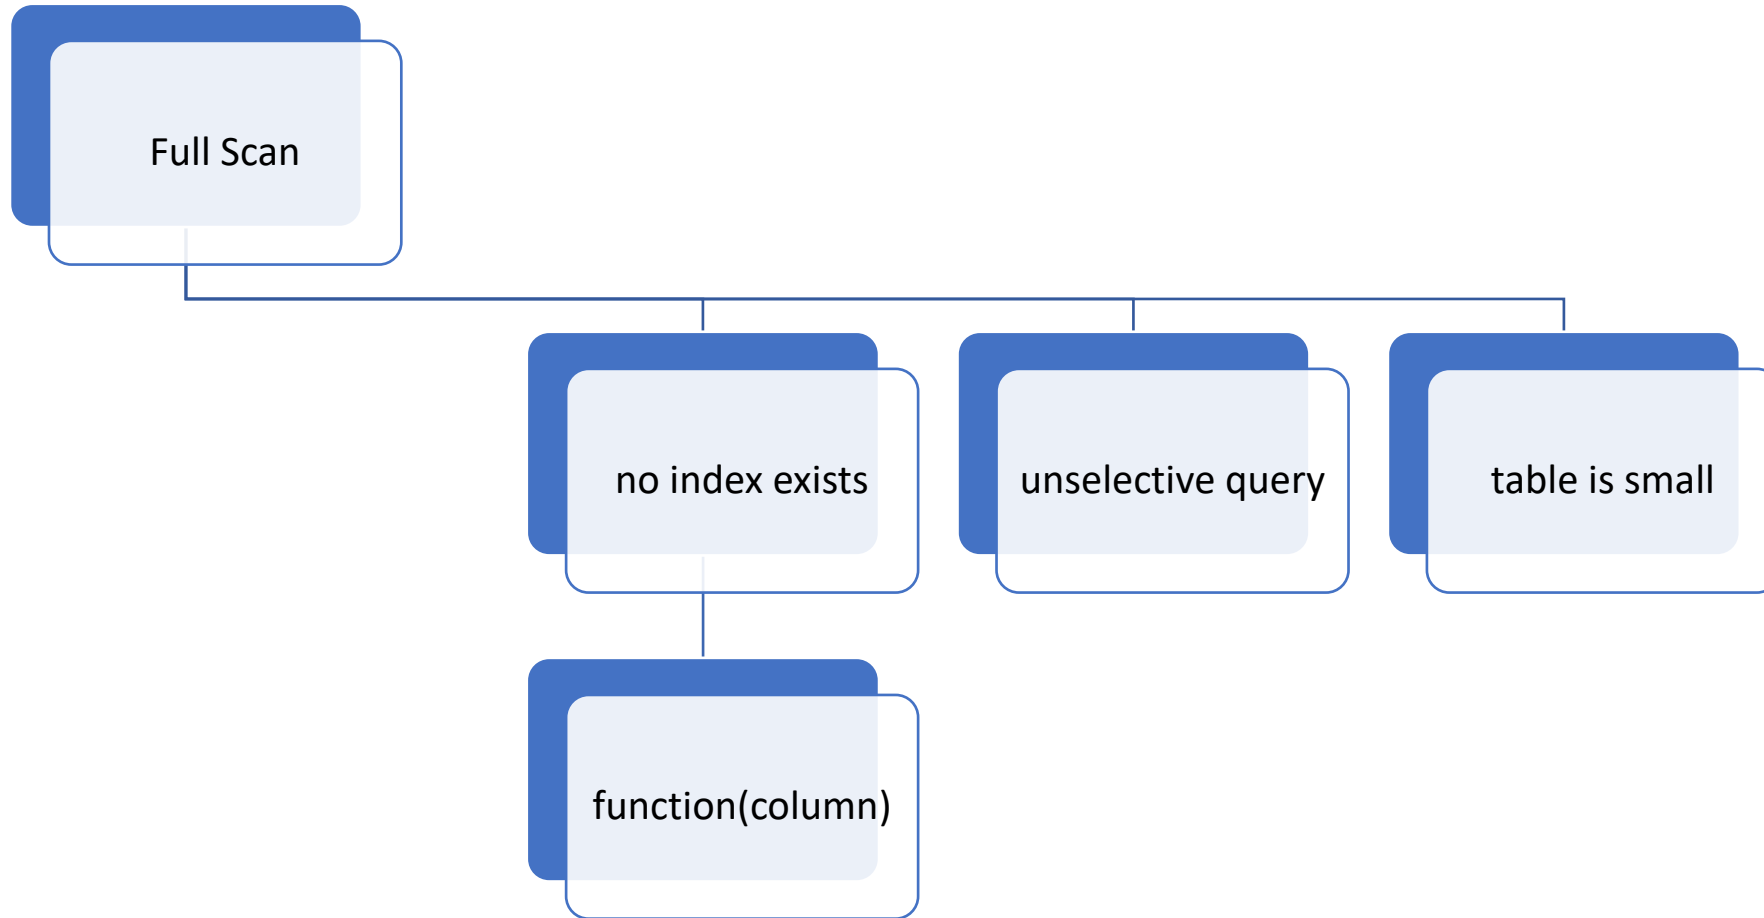 Full Scan
no index exists
unselective query
table is small
function(column)